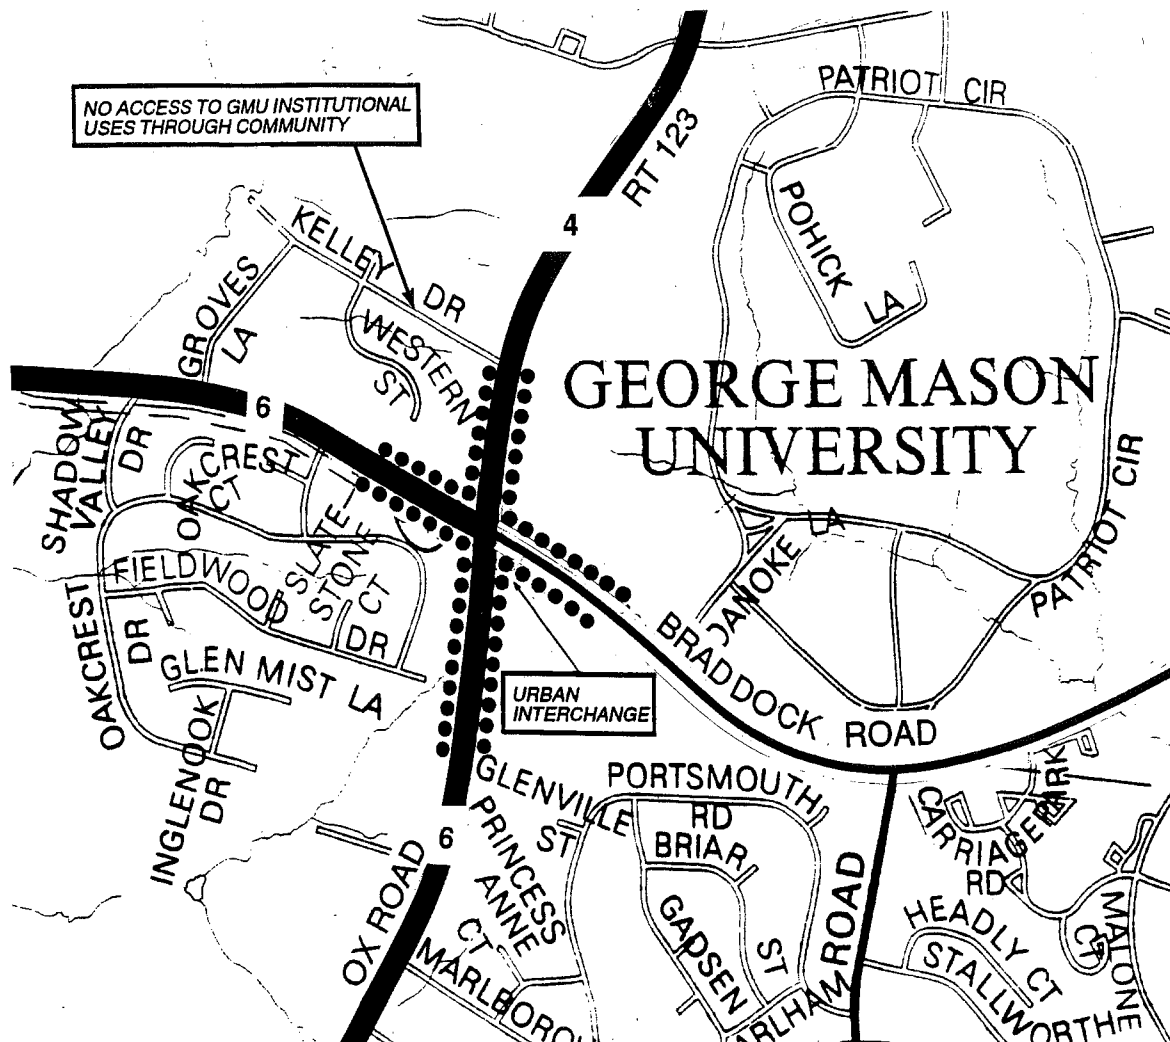 PATRIOT CIR
NO ACCESS TO GMU INSTITUTIONAL
USES THROUGH COMMUNITY
RT 123
4
POHICK LA
KELLEY DR
GROVES LA
WESTERN ST
GEORGE MASON
UNIVERSITY
6
SHADOW
VALLEY DR
OAKCREST
CT
SLATE-
STONE
CT
PATRIOT CIR
FIELDWOOD DR
OAKCREST
DR
BRADDOCK ROAD
GLEN MIST LA
URBAN
INTERCHANGE
INGLENOOK
DR
GLENVILLE
ST
PORTSMOUTH
RD
BRIAR
PARK
CARRIAGE
RD
6
PRINCESS
ANNE
CT
OX ROAD
GADSEN
ST
ROAD
HEADLY CT
STALLWORTH
CT
MALONE